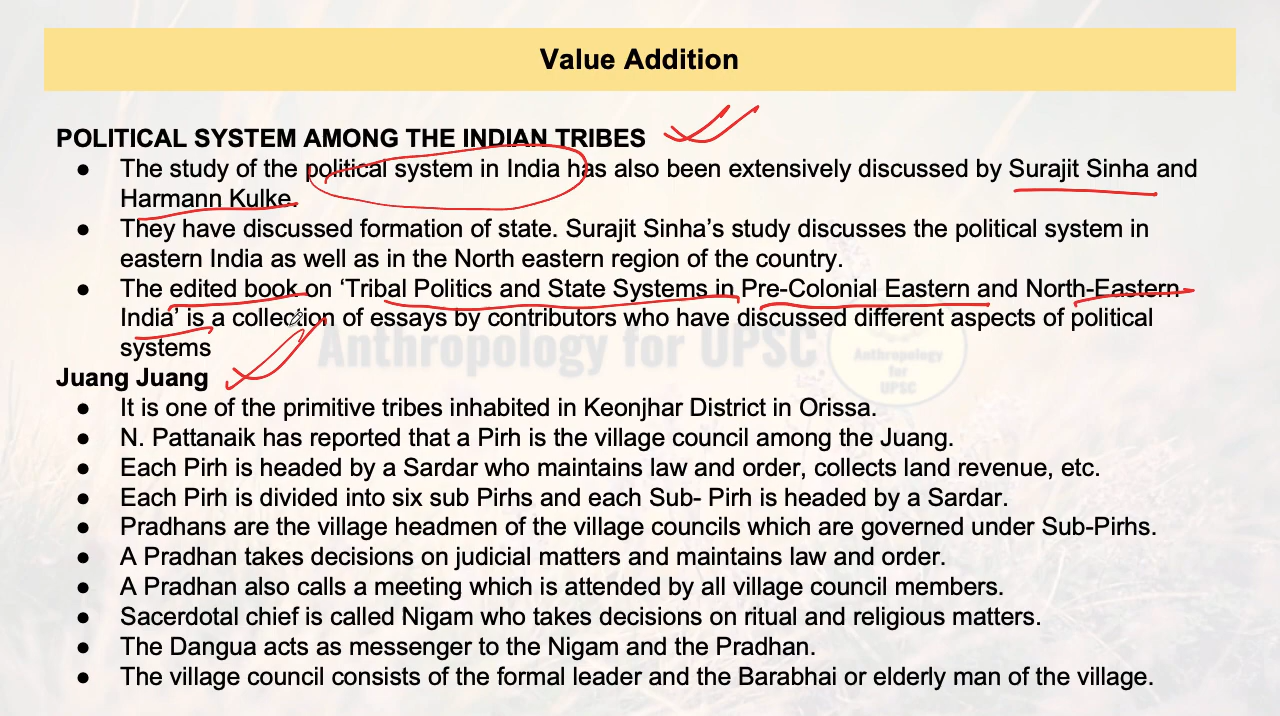 Value Addition
POLITICAL SYSTEM AMONG THE INDIAN TRIBES
● The study of the political system in India has also been extensively discussed by Surajit Sinha and
Harmann Kulke.
● They have discussed formation of state. Surajit Sinha’s study discusses the political system in
eastern India as well as in the North eastern region of the country.
● The edited book on ‘Tribal Politics and State Systems in Pre-Colonial Eastern and North-Eastern
India’ is a collection of essays by contributors who have discussed different aspects of political
systems
Anthropology for UPSC
Anthropology
for
UPSC
Juang Juang
● It is one of the primitive tribes inhabited in Keonjhar District in Orissa.
● N. Pattanaik has reported that a Pirh is the village council among the Juang.
● Each Pirh is headed by a Sardar who maintains law and order, collects land revenue, etc.
● Each Pirh is divided into six sub Pirhs and each Sub- Pirh is headed by a Sardar.
● Pradhans are the village headmen of the village councils which are governed under Sub-Pirhs.
● A Pradhan takes decisions on judicial matters and maintains law and order.
● A Pradhan also calls a meeting which is attended by all village council members.
● Sacerdotal chief is called Nigam who takes decisions on ritual and religious matters.
● The Dangua acts as messenger to the Nigam and the Pradhan.
● The village council consists of the formal leader and the Barabhai or elderly man of the village.